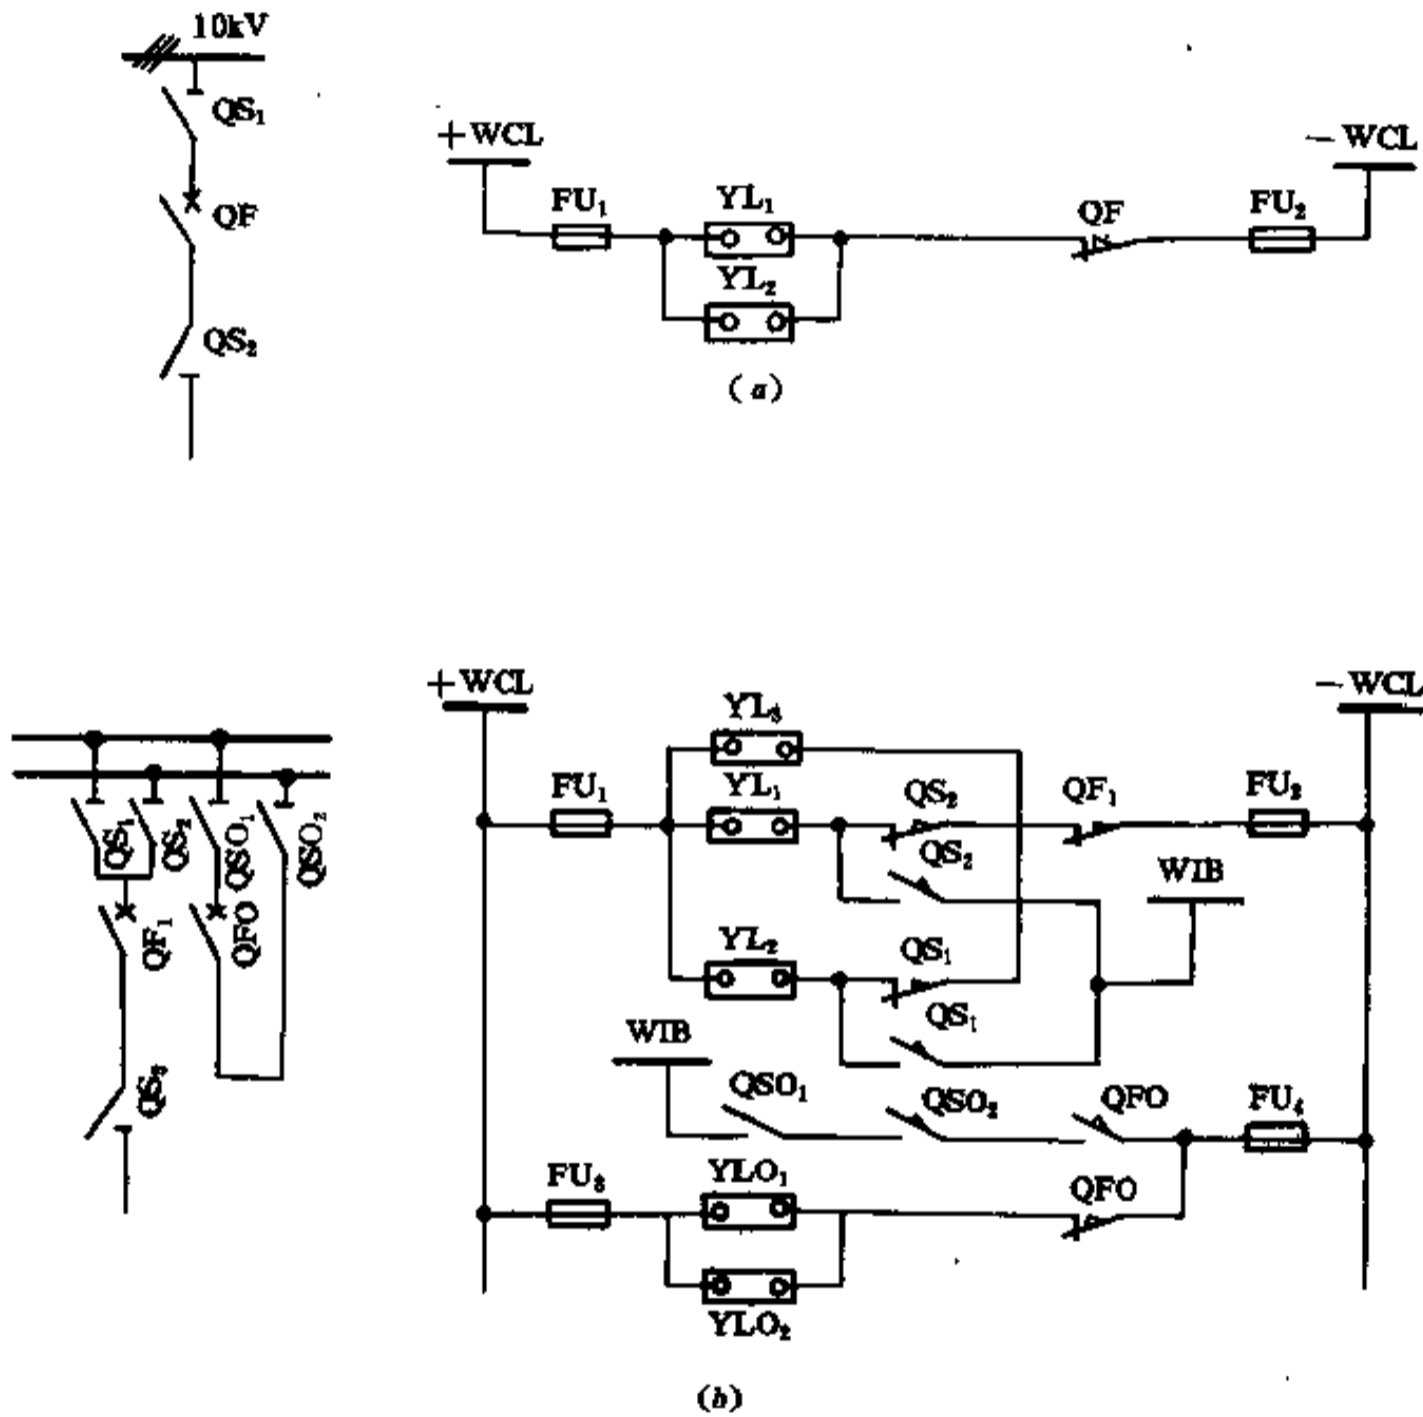 10kV
QS₁
+WCL
-WCL
FU₁
YL₁
QF
FU₂
QF
YL₂
QS₂
(a)
+WCL
-WCL
YL₃
FU₁
YL₁
QS₂
QF₁
FU₂
QS₁
QS₂
QSO₁
QSO₂
QS₂
WIB
QF₁
QFO
YL₂
QS₁
QS₁
WIB
QS₃
QSO₁
QSO₂
QFO
FU₄
FU₃
YLO₁
QFO
YLO₂
(b)